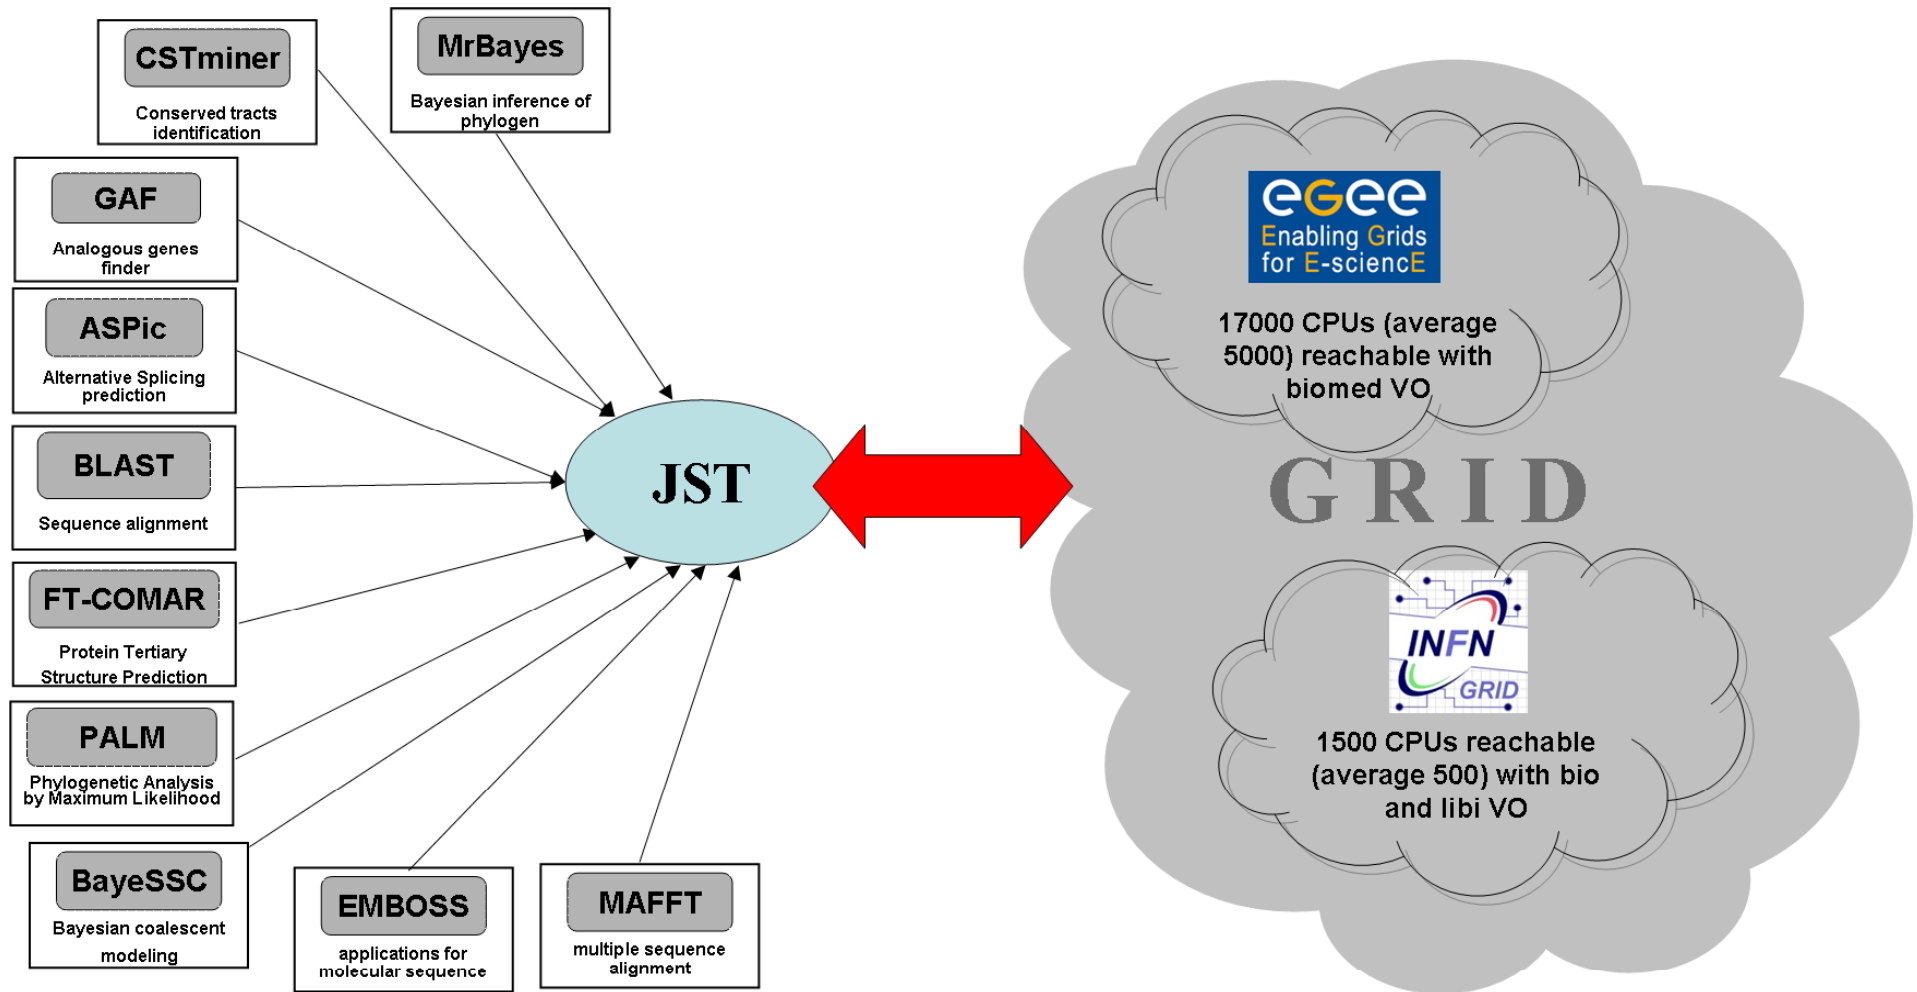 CSTminer
Conserved tracts
identification
MrBayes
Bayesian inference of
phylogen
GAF
Analogous genes
finder
ASPic
Alternative Splicing
prediction
BLAST
Sequence alignment
FT-COMAR
Protein Tertiary
Structure Prediction
PALM
Phylogenetic Analysis
by Maximum Likelihood
BayeSSC
Bayesian coalescent
modeling
EMBOSS
applications for
molecular sequence
MAFFT
multiple sequence
alignment
JST
eGee
Enabling Grids
for E-sciencE
17000 CPUs (average
5000) reachable with
biomed VO
GRID
INFN
GRID
1500 CPUs reachable
(average 500) with bio
and libi VO